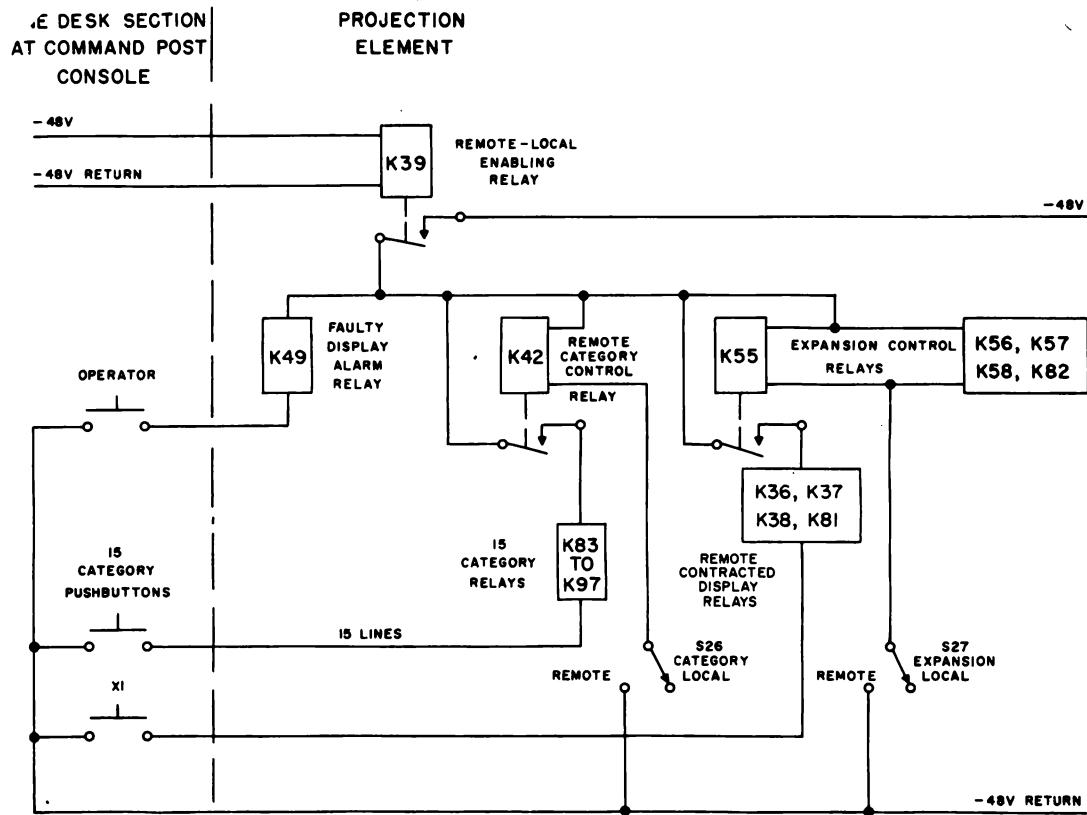 DESK SECTION
AT COMMAND POST
CONSOLE
PROJECTION
ELEMENT
-48V
-48V RETURN
K39
REMOTE-LOCAL
ENABLING
RELAY
-48V
K49
FAULTY
DISPLAY
ALARM
RELAY
K42
REMOTE
CATEGORY
CONTROL
RELAY
K55
EXPANSION CONTROL
RELAYS
K56, K57
K58, K82
OPERATOR
K36, K37
K38, K81
15
CATEGORY
PUSHBUTTONS
15
CATEGORY
RELAYS
K83
TO
K97
REMOTE
CONTRACTED
DISPLAY
RELAYS
15 LINES
S26
CATEGORY
LOCAL
REMOTE
S27
EXPANSION
LOCAL
REMOTE
X1
-48V RETURN